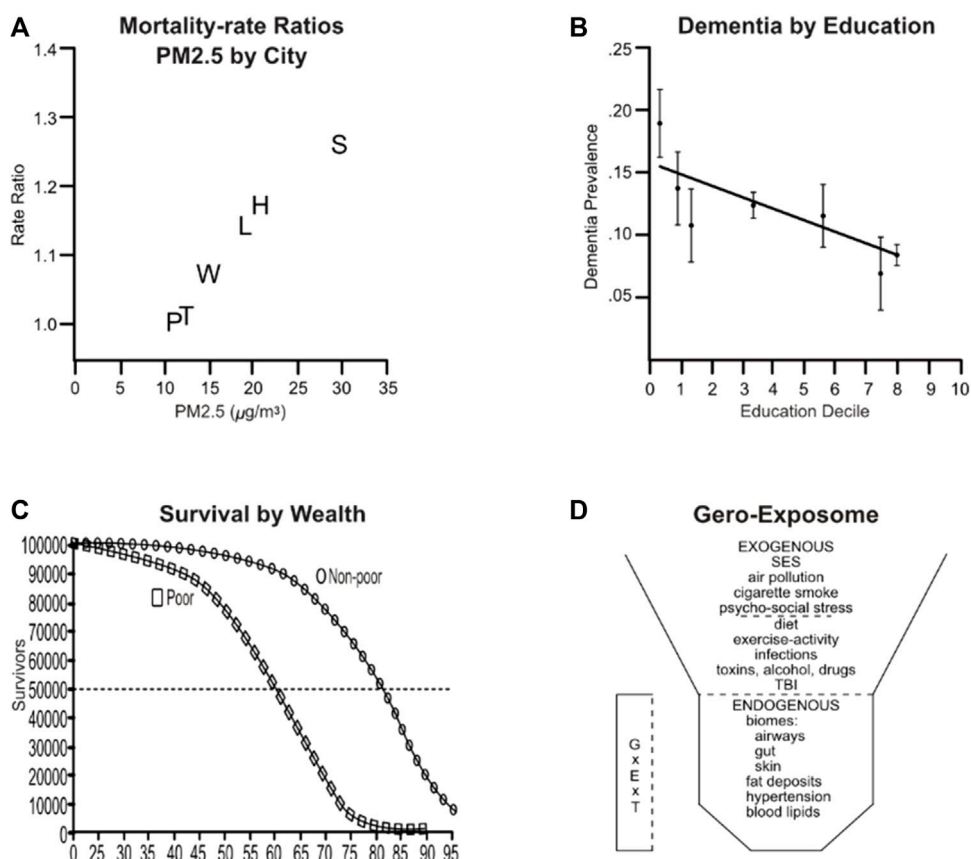 A
Mortality-rate Ratios
PM2.5 by City
1.4
1.3
1.2
1.1
1.0
Rate Ratio
S
H
L
W
T
P
0 5 10 15 20 25 30 35
PM2.5 (μg/m³)
B
Dementia by Education
.25
.20
.15
.10
.05
Dementia Prevalence
0 1 2 3 4 5 6 7 8 9 10
Education Decile
C
Survival by Wealth
100000
90000
80000
70000
60000
50000
40000
30000
20000
10000
0
Survivors
Non-poor
Poor
0 25 35 45 55 60 65 70 75 80 85 90 95
D
Gero-Exposome
EXOGENOUS
SES
air pollution
cigarette smoke
psycho-social stress
diet
exercise-activity
infections
toxins, alcohol, drugs
TBI
ENDOGENOUS
biomes:
airways
gut
skin
fat deposits
hypertension
blood lipids
G
x
E
x
T